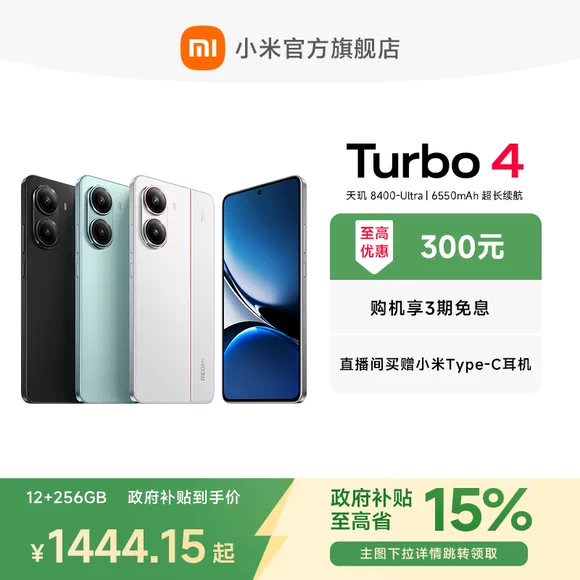 小米官方旗舰店
Turbo 4
天玑 8400-Ultra | 6550mAh 超长续航
至高
优惠
300元
购机享3期免息
直播间买赠小米Type-C耳机
REDMI
12+256GB 政府补贴到手价
¥1444.15 起
政府补贴
至高省
15%
主图下拉详情跳转领取